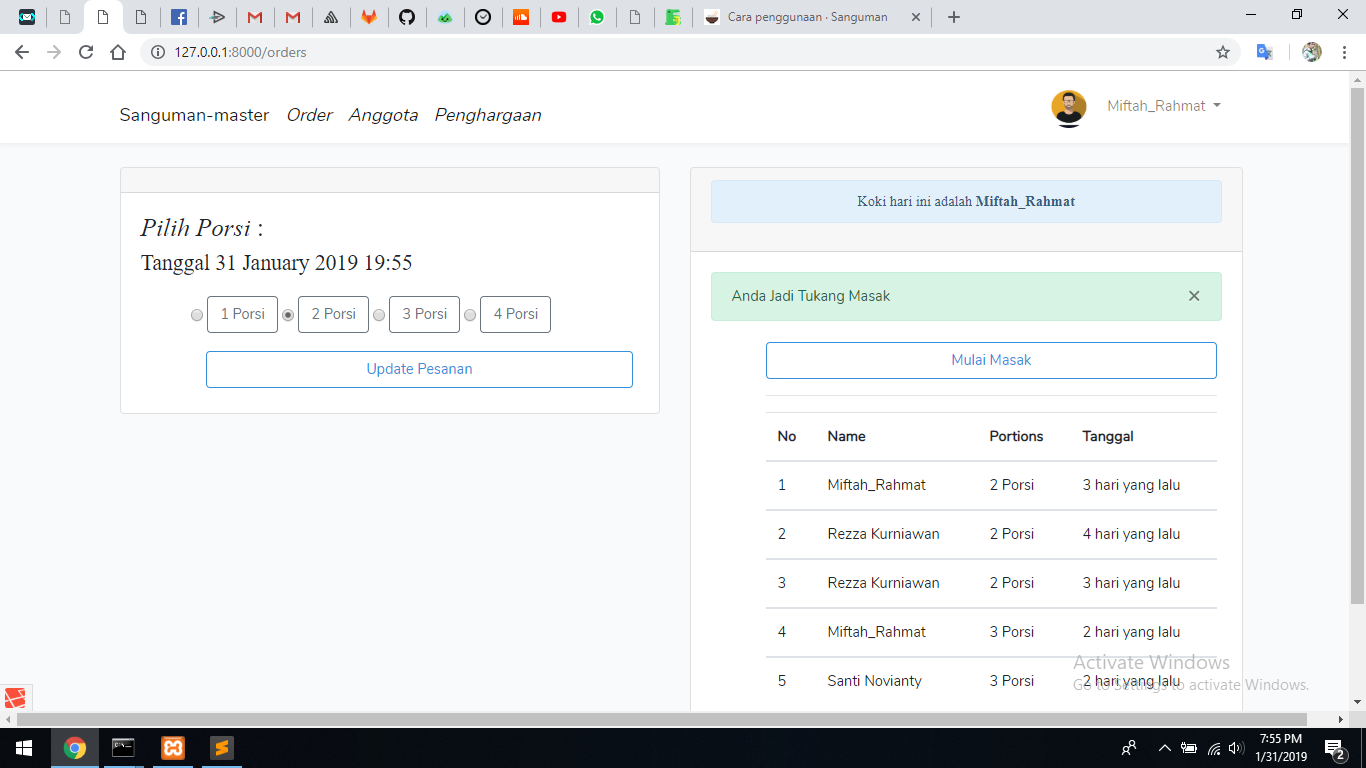 Cara penggunaan · Sanguman
127.0.0.1:8000/orders
Sanguman-master Order Anggota Penghargaan Miftah_Rahmat
Pilih Porsi :
Tanggal 31 January 2019 19:55
1 Porsi 2 Porsi 3 Porsi 4 Porsi
Update Pesanan
Koki hari ini adalah Miftah_Rahmat
Anda Jadi Tukang Masak
Mulai Masak
No Name Portions Tanggal
1 Miftah_Rahmat 2 Porsi 3 hari yang lalu
2 Rezza Kurniawan 2 Porsi 4 hari yang lalu
3 Rezza Kurniawan 2 Porsi 3 hari yang lalu
4 Miftah_Rahmat 3 Porsi 2 hari yang lalu
5 Santi Novianty 3 Porsi 2 hari yang lalu
Activate Windows
Go to Settings to activate Windows.
7:55 PM
1/31/2019
2